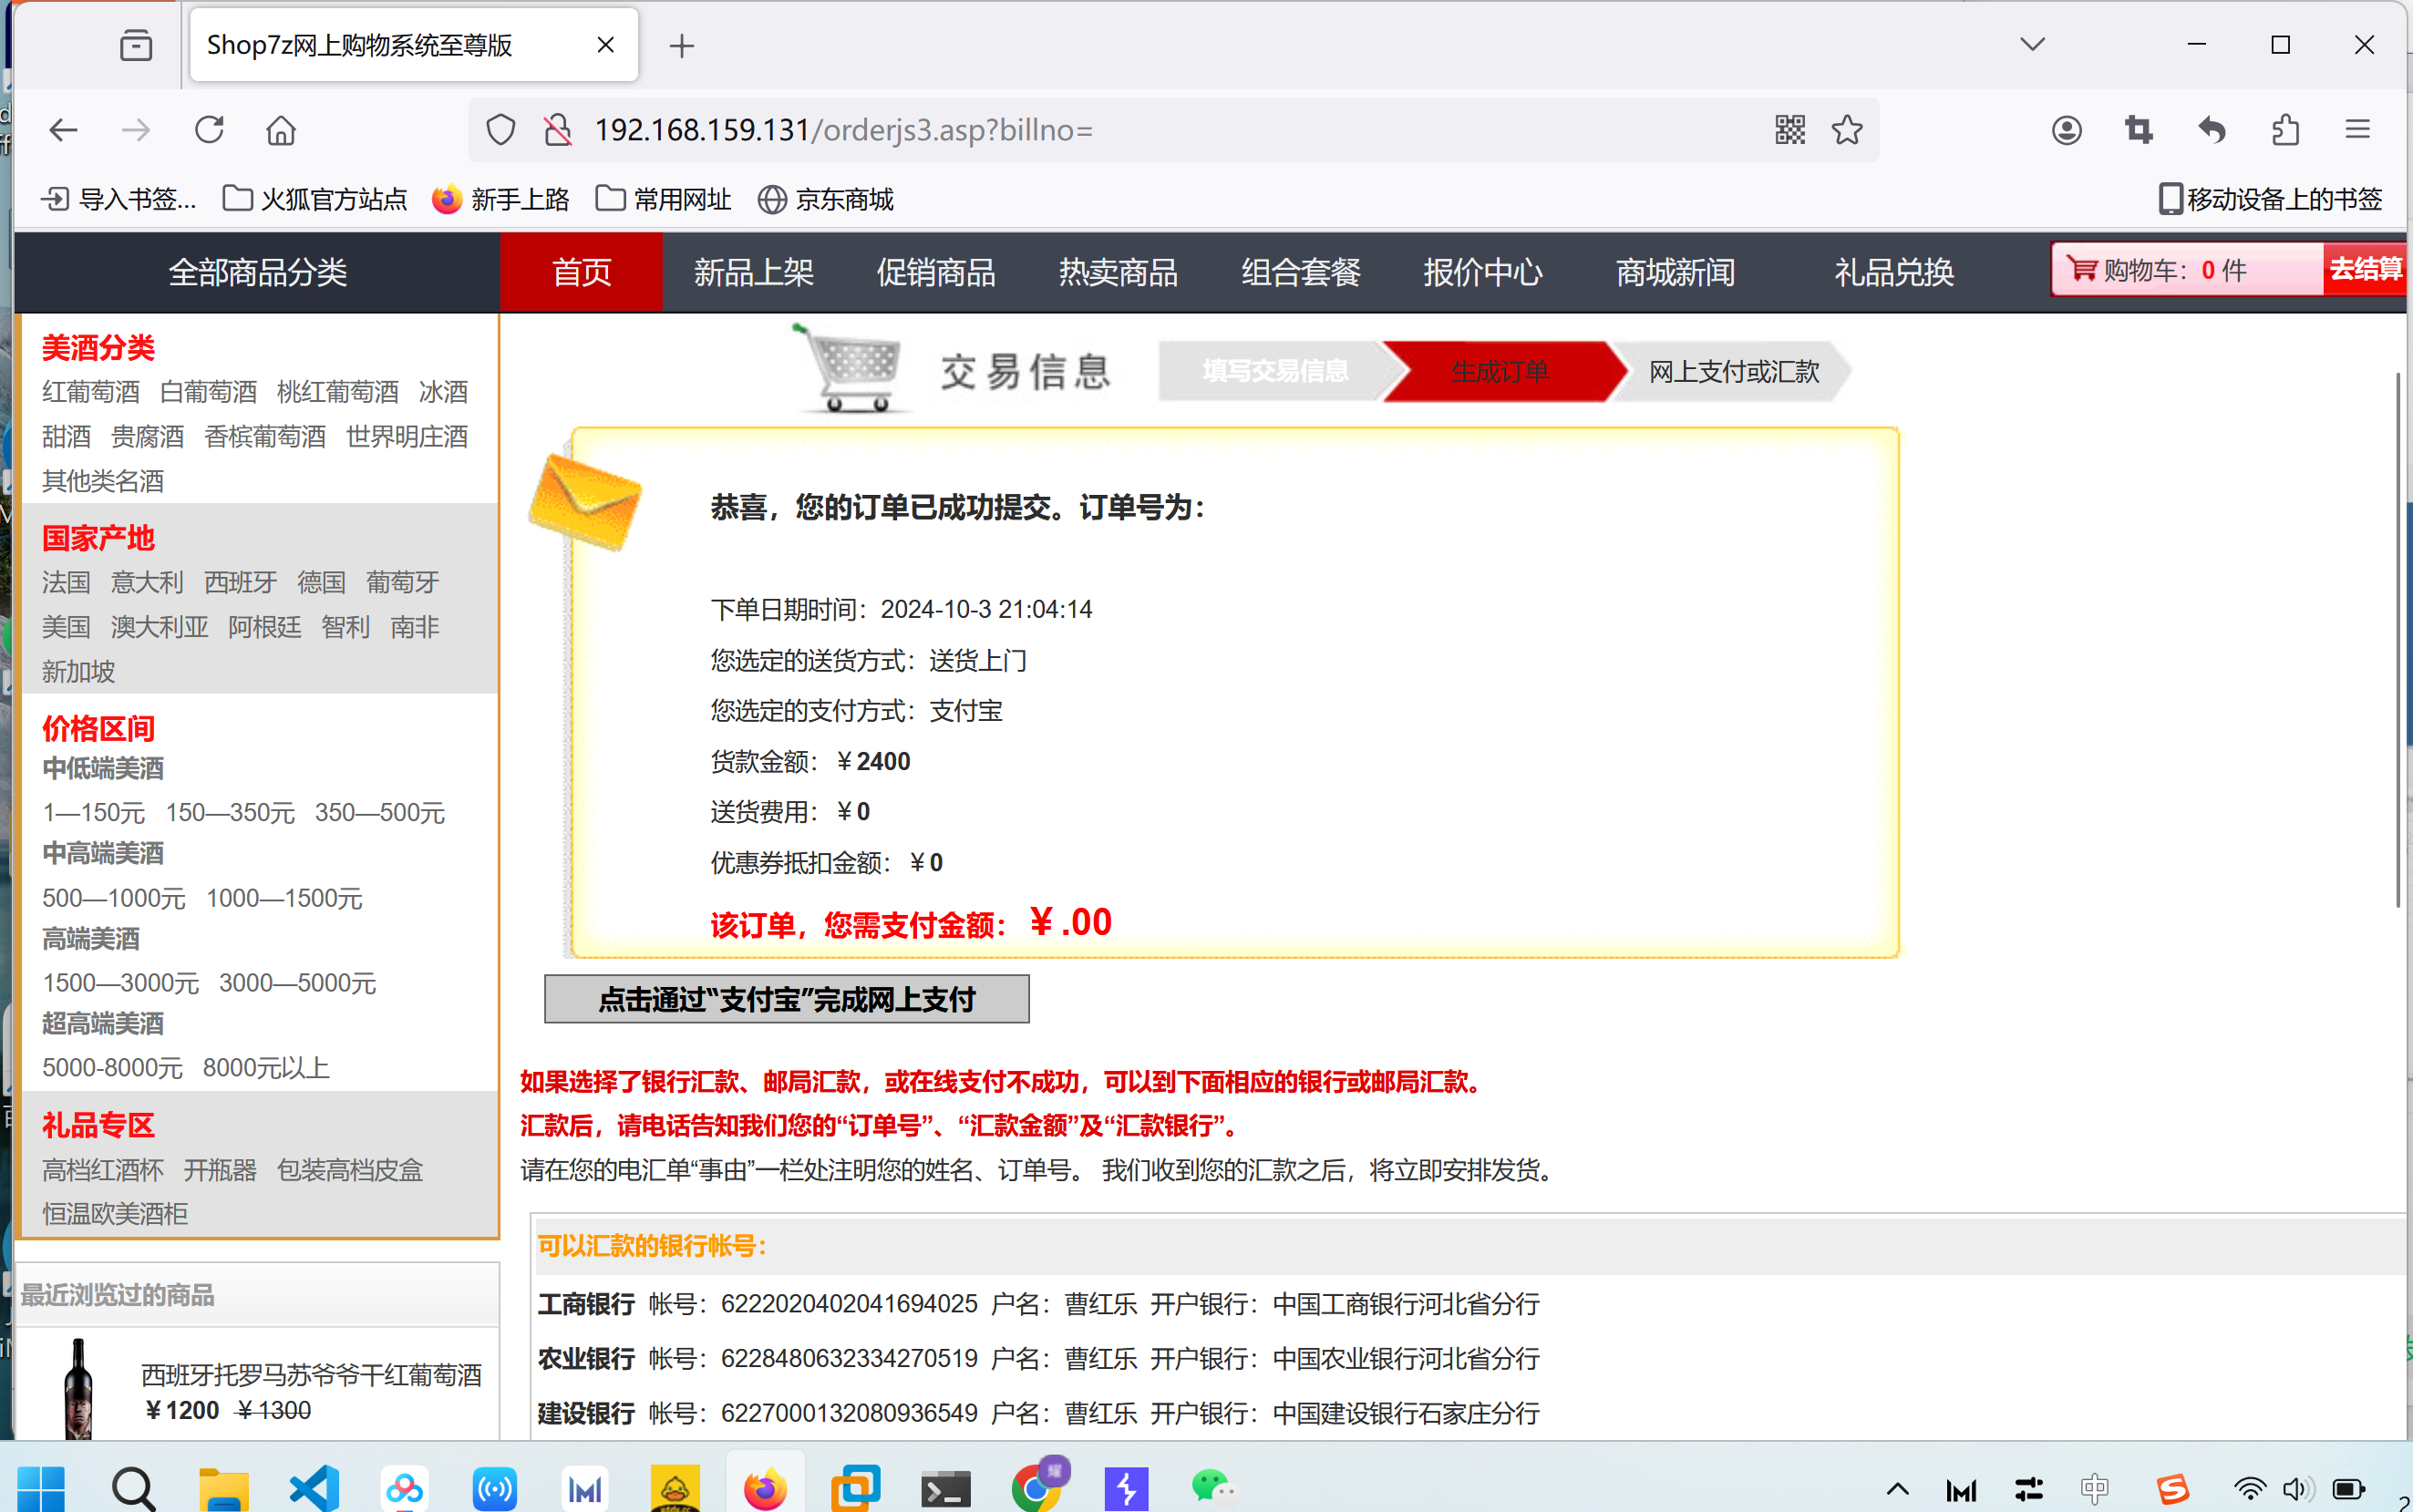 Shop7z网上购物系统至尊版
192.168.159.131/orderjs3.asp?billno=
导入书签... 火狐官方站点 新手上路 常用网址 京东商城 移动设备上的书签
全部商品分类 首页 新品上架 促销商品 热卖商品 组合套餐 报价中心 商城新闻 礼品兑换 购物车：0 件 去结算
美酒分类
红葡萄酒 白葡萄酒 桃红葡萄酒 冰酒
甜酒 贵腐酒 香槟葡萄酒 世界明庄酒
其他类名酒
国家产地
法国 意大利 西班牙 德国 葡萄牙
美国 澳大利亚 阿根廷 智利 南非
新加坡
价格区间
中低端美酒
1—150元 150—350元 350—500元
中高端美酒
500—1000元 1000—1500元
高端美酒
1500—3000元 3000—5000元
超高端美酒
5000-8000元 8000元以上
礼品专区
高档红酒杯 开瓶器 包装高档皮盒
恒温欧美酒柜
最近浏览过的商品
西班牙托罗马苏爷爷干红葡萄酒
￥1200 ￥1300
交易信息 填写交易信息 生成订单 网上支付或汇款
恭喜，您的订单已成功提交。订单号为：
下单日期时间：2024-10-3 21:04:14
您选定的送货方式：送货上门
您选定的支付方式：支付宝
货款金额：￥2400
送货费用：￥0
优惠券抵扣金额：￥0
该订单，您需支付金额：￥.00
点击通过“支付宝”完成网上支付
如果选择了银行汇款、邮局汇款，或在线支付不成功，可以到下面相应的银行或邮局汇款。
汇款后，请电话告知我们您的“订单号”、“汇款金额”及“汇款银行”。
请在您的电汇单“事由”一栏处注明您的姓名、订单号。 我们收到您的汇款之后，将立即安排发货。
可以汇款的银行帐号：
工商银行 帐号：6222020402041694025 户名：曹红乐 开户银行：中国工商银行河北省分行
农业银行 帐号：6228480632334270519 户名：曹红乐 开户银行：中国农业银行河北省分行
建设银行 帐号：6227000132080936549 户名：曹红乐 开户银行：中国建设银行石家庄分行
中